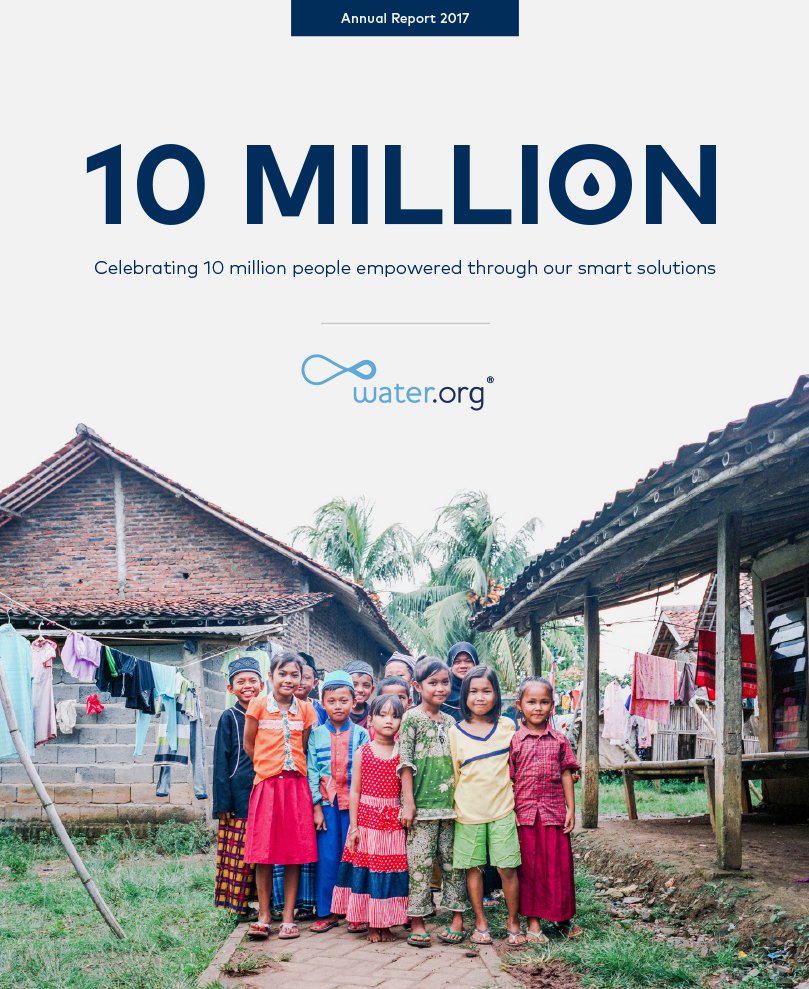 Annual Report 2017
10 MILLION
Celebrating 10 million people empowered through our smart solutions
water.org®